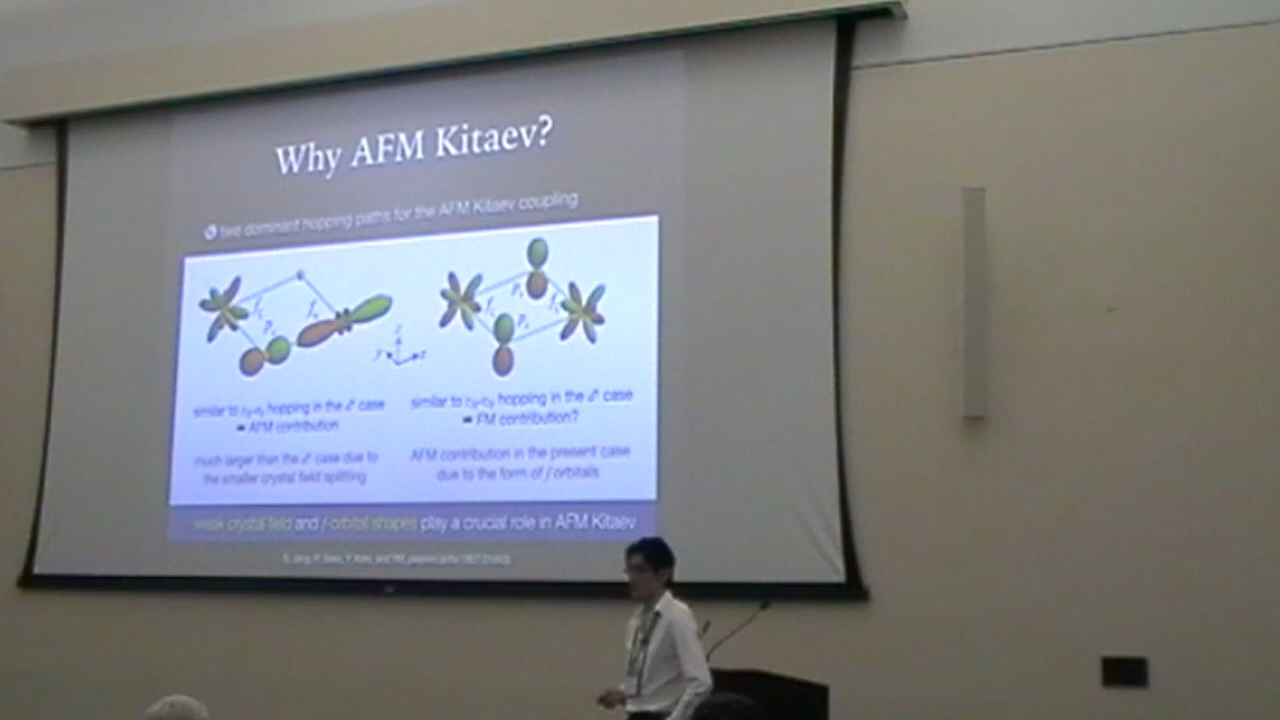 Why AFM Kitaev?
two dominant hopping paths for the AFM Kitaev coupling
similar to hopping in the case
AFM contribution
much larger than the case due to
the smaller crystal field splitting
similar to hopping in the case
FM contribution?
AFM contribution in the present case
due to the form of f orbitals
weak crystal field and f-orbital shapes play a crucial role in AFM Kitaev